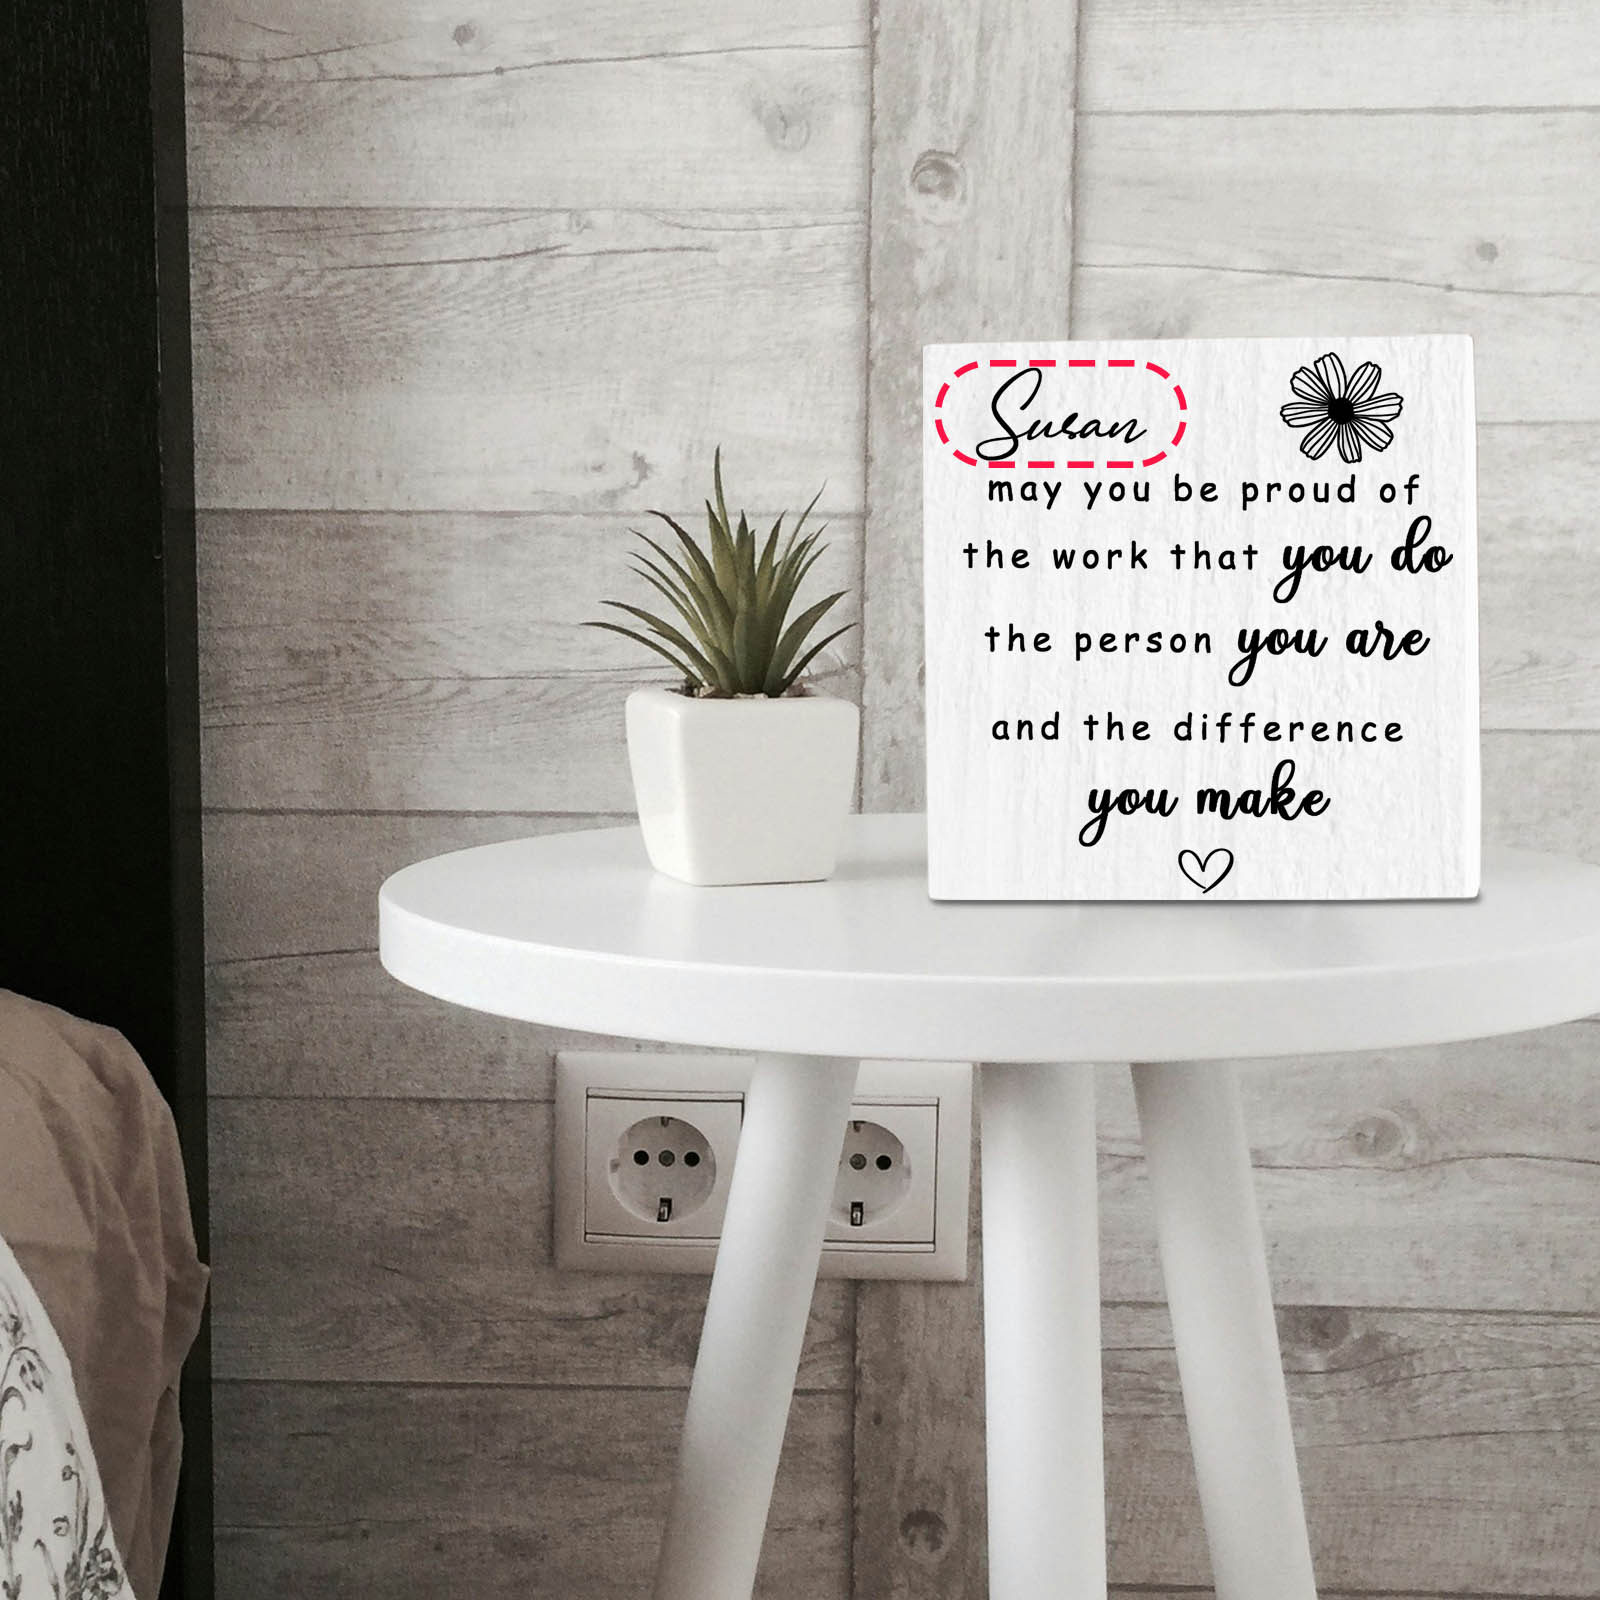 Susan
may you be proud of
the work that you do
the person you are
and the difference
you make